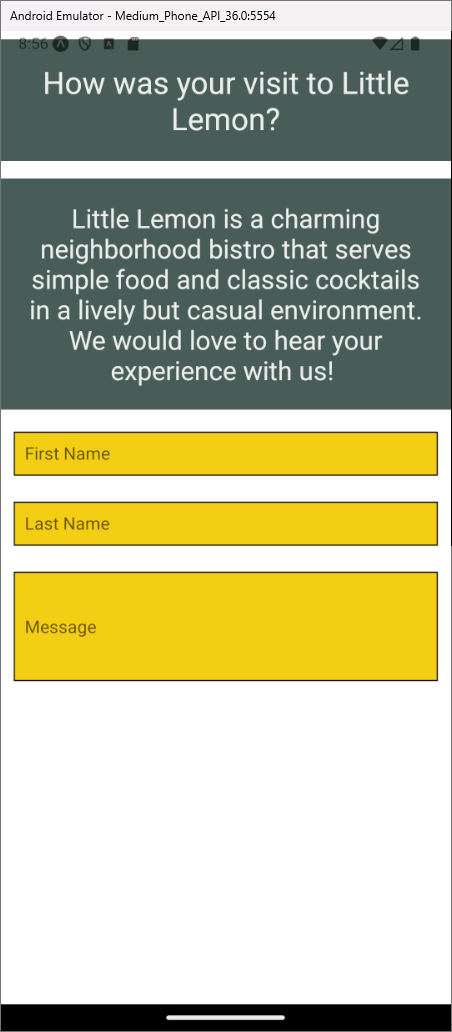 Android Emulator - Medium_Phone_API_36.0:5554
8:56
How was your visit to Little
Lemon?
Little Lemon is a charming
neighborhood bistro that serves
simple food and classic cocktails
in a lively but casual environment.
We would love to hear your
experience with us!
First Name
Last Name
Message